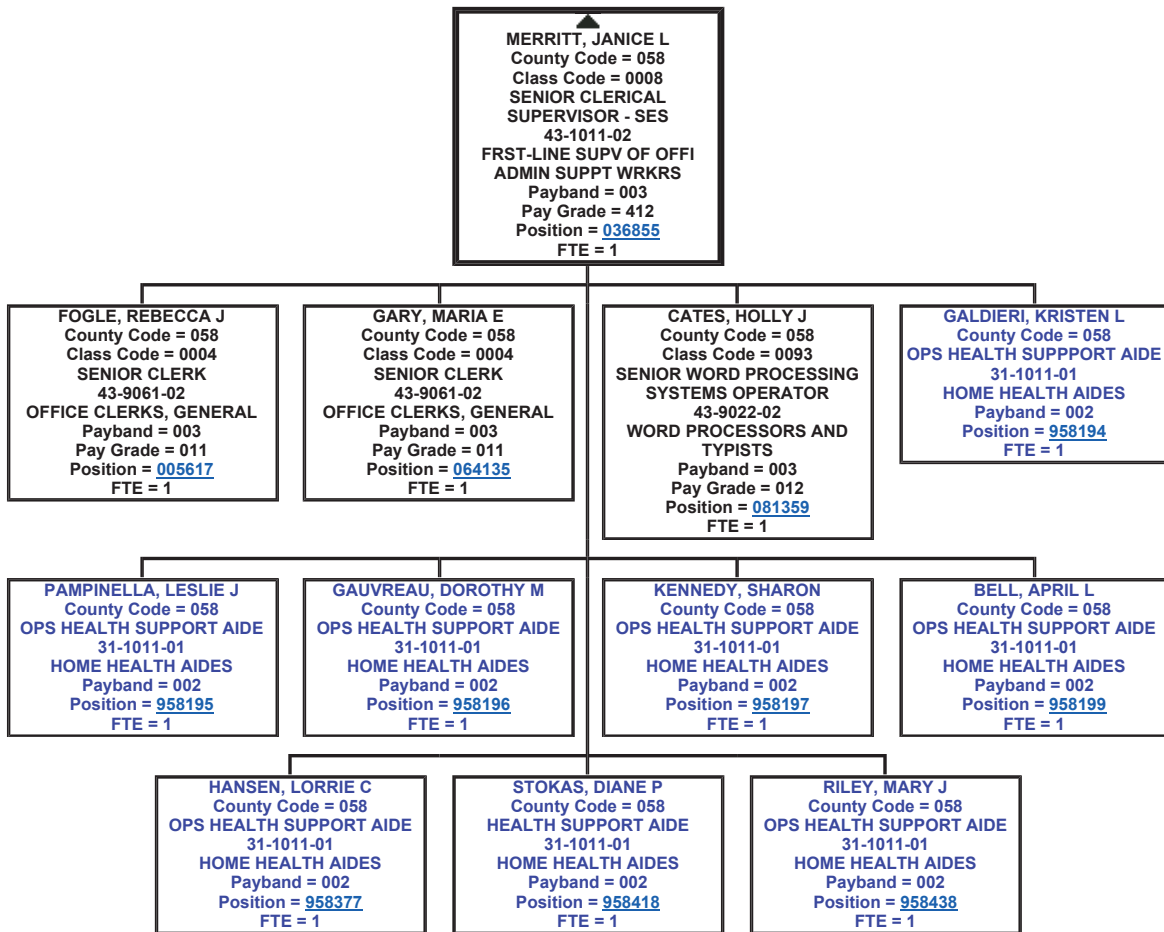 MERRITT, JANICE L
County Code = 058
Class Code = 0008
SENIOR CLERICAL
SUPERVISOR - SES
43-1011-02
FRST-LINE SUPV OF OFFI
ADMIN SUPPT WRKRS
Payband = 003
Pay Grade = 412
Position = 036855
FTE = 1
FOGLE, REBECCA J
County Code = 058
Class Code = 0004
SENIOR CLERK
43-9061-02
OFFICE CLERKS, GENERAL
Payband = 003
Pay Grade = 011
Position = 005617
FTE = 1
GARY, MARIA E
County Code = 058
Class Code = 0004
SENIOR CLERK
43-9061-02
OFFICE CLERKS, GENERAL
Payband = 003
Pay Grade = 011
Position = 064135
FTE = 1
CATES, HOLLY J
County Code = 058
Class Code = 0093
SENIOR WORD PROCESSING
SYSTEMS OPERATOR
43-9022-02
WORD PROCESSORS AND
TYPISTS
Payband = 003
Pay Grade = 012
Position = 081359
FTE = 1
GALDIERI, KRISTEN L
County Code = 058
OPS HEALTH SUPPPORT AIDE
31-1011-01
HOME HEALTH AIDES
Payband = 002
Position = 958194
FTE = 1
PAMPINELLA, LESLIE J
County Code = 058
OPS HEALTH SUPPORT AIDE
31-1011-01
HOME HEALTH AIDES
Payband = 002
Position = 958195
FTE = 1
GAUVREAU, DOROTHY M
County Code = 058
OPS HEALTH SUPPORT AIDE
31-1011-01
HOME HEALTH AIDES
Payband = 002
Position = 958196
FTE = 1
KENNEDY, SHARON
County Code = 058
OPS HEALTH SUPPORT AIDE
31-1011-01
HOME HEALTH AIDES
Payband = 002
Position = 958197
FTE = 1
BELL, APRIL L
County Code = 058
OPS HEALTH SUPPORT AIDE
31-1011-01
HOME HEALTH AIDES
Payband = 002
Position = 958199
FTE = 1
HANSEN, LORRIE C
County Code = 058
OPS HEALTH SUPPORT AIDE
31-1011-01
HOME HEALTH AIDES
Payband = 002
Position = 958377
FTE = 1
STOKAS, DIANE P
County Code = 058
HEALTH SUPPORT AIDE
31-1011-01
HOME HEALTH AIDES
Payband = 002
Position = 958418
FTE = 1
RILEY, MARY J
County Code = 058
OPS HEALTH SUPPORT AIDE
31-1011-01
HOME HEALTH AIDES
Payband = 002
Position = 958438
FTE = 1